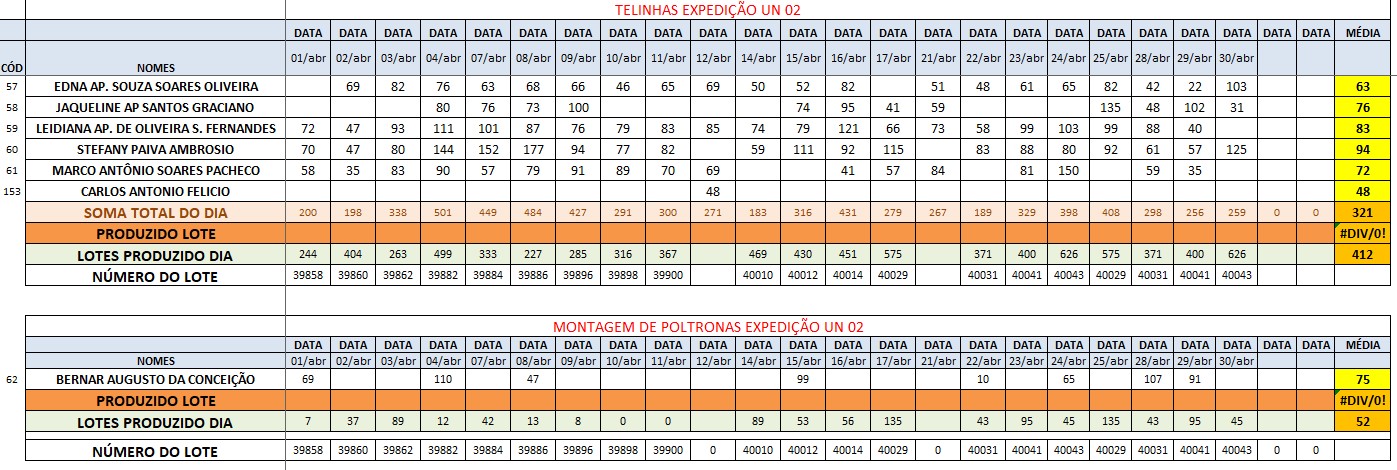 TELINHAS EXPEDIÇÃO UN 02
DATA DATA DATA DATA DATA DATA DATA DATA DATA DATA DATA DATA DATA DATA DATA DATA DATA DATA DATA DATA DATA DATA DATA DATA MÉDIA
CÓD NOMES 01/abr 02/abr 03/abr 04/abr 07/abr 08/abr 09/abr 10/abr 11/abr 12/abr 14/abr 15/abr 16/abr 17/abr 21/abr 22/abr 23/abr 24/abr 25/abr 28/abr 29/abr 30/abr
57 EDNA AP. SOUZA SOARES OLIVEIRA 69 82 76 63 68 66 46 65 69 50 52 82 51 48 61 65 82 42 22 103 63
58 JAQUELINE AP SANTOS GRACIANO 80 76 73 100 74 95 41 59 135 48 102 31 76
59 LEIDIANA AP. DE OLIVEIRA S. FERNANDES 72 47 93 111 101 87 76 79 83 85 74 79 121 66 73 58 99 103 99 88 40 83
60 STEFANY PAIVA AMBROSIO 70 47 80 144 152 177 94 77 82 59 111 92 115 83 88 80 92 61 57 125 94
61 MARCO ANTÔNIO SOARES PACHECO 58 35 83 90 57 79 91 89 70 69 41 57 84 81 150 59 35 72
153 CARLOS ANTONIO FELICIO 48 48
SOMA TOTAL DO DIA 200 198 338 501 449 484 427 291 300 271 183 316 431 279 267 189 329 398 408 298 256 259 0 0 321
PRODUZIDO LOTE #DIV/0!
LOTES PRODUZIDO DIA 244 404 263 499 333 227 285 316 367 469 430 451 575 371 400 626 575 371 400 626 412
NÚMERO DO LOTE 39858 39860 39862 39882 39884 39886 39896 39898 39900 40010 40012 40014 40029 40031 40041 40043 40029 40031 40041 40043
MONTAGEM DE POLTRONAS EXPEDIÇÃO UN 02
DATA DATA DATA DATA DATA DATA DATA DATA DATA DATA DATA DATA DATA DATA DATA DATA DATA DATA DATA DATA DATA DATA DATA DATA MÉDIA
NOMES 01/abr 02/abr 03/abr 04/abr 07/abr 08/abr 09/abr 10/abr 11/abr 12/abr 14/abr 15/abr 16/abr 17/abr 21/abr 22/abr 23/abr 24/abr 25/abr 28/abr 29/abr 30/abr
62 BERNAR AUGUSTO DA CONCEIÇÃO 69 110 47 99 10 65 107 91 75
PRODUZIDO LOTE #DIV/0!
LOTES PRODUZIDO DIA 7 37 89 12 42 13 8 0 0 89 53 56 135 43 95 45 135 43 95 45 52
NÚMERO DO LOTE 39858 39860 39862 39882 39884 39886 39896 39898 39900 0 40010 40012 40014 40029 0 40031 40041 40043 40029 40031 40041 40043 0 0